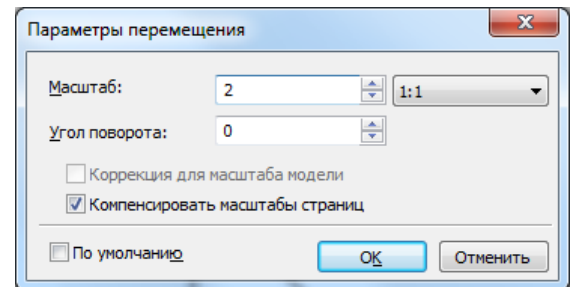 Параметры перемещения
Масштаб: 2 1:1
Угол поворота: 0
Коррекция для масштаба модели
Компенсировать масштабы страниц
По умолчанию OK Отменить